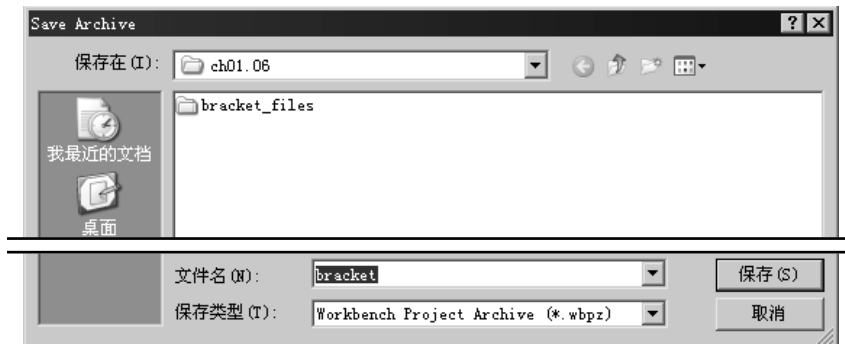 Save Archive
保存在(I):
ch01.06
bracket_files
我最近的文档
桌面
文件名(N):
bracket
保存(S)
保存类型(T):
Workbench Project Archive (*.wbpz)
取消